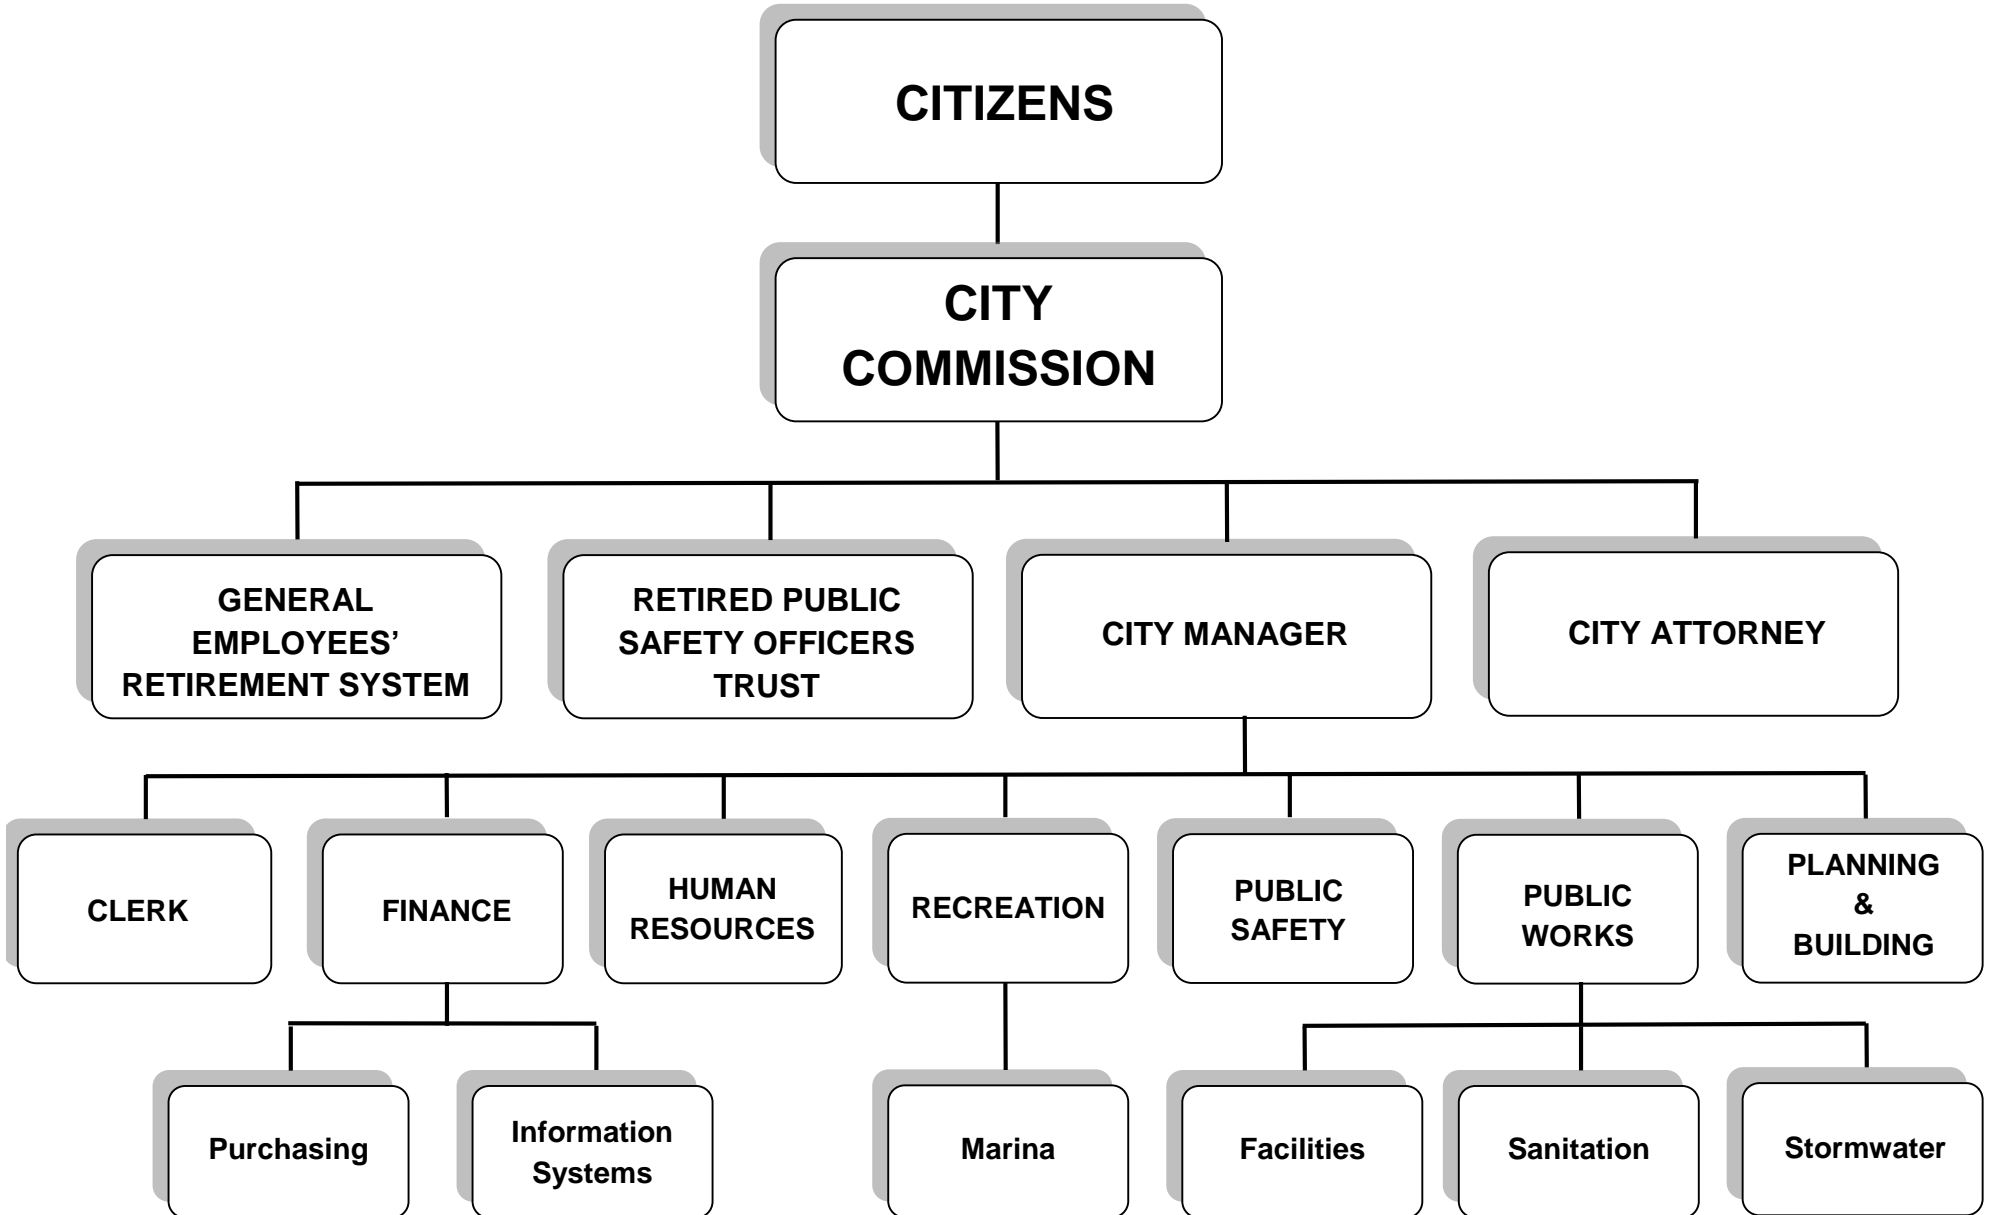 CITIZENS
CITY
COMMISSION
GENERAL
EMPLOYEES’
RETIREMENT SYSTEM
RETIRED PUBLIC
SAFETY OFFICERS
TRUST
CITY MANAGER
CITY ATTORNEY
CLERK
FINANCE
HUMAN
RESOURCES
RECREATION
PUBLIC
SAFETY
PUBLIC
WORKS
PLANNING
&
BUILDING
Purchasing
Information
Systems
Marina
Facilities
Sanitation
Stormwater